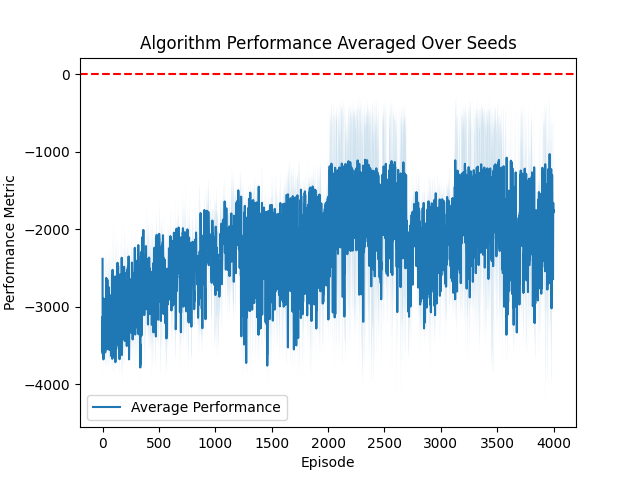 Algorithm Performance Averaged Over Seeds
Performance Metric
0
−1000
−2000
−3000
−4000
Average Performance
0 500 1000 1500 2000 2500 3000 3500 4000
Episode